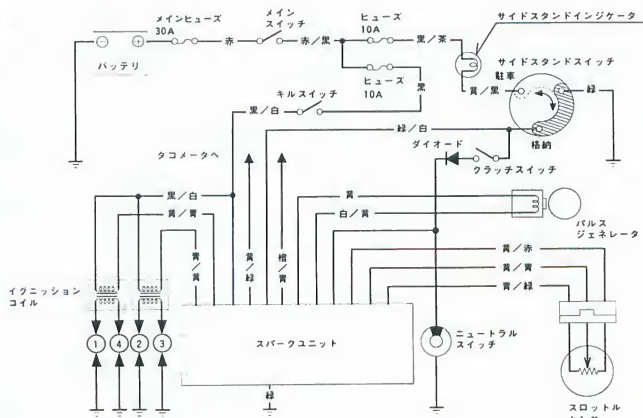 メインヒューズ
30A
メイン
スイッチ
ヒューズ
10A
サイドスタンドインジケータ
赤
赤/黒
黒/茶
バッテリ
ヒューズ
10A
黒
サイドスタンドスイッチ
駐車
黄/黒
緑
格納
キルスイッチ
黒/白
緑/白
ダイオード
クラッチスイッチ
タコメータへ
黒/白
黄/青
黄
白/黄
パルス
ジェネレータ
青/黄
黄/緑
橙/青
黄/赤
黄/青
青/緑
イグニッション
コイル
1
4
2
3
スパークユニット
ニュートラル
スイッチ
緑
スロットル